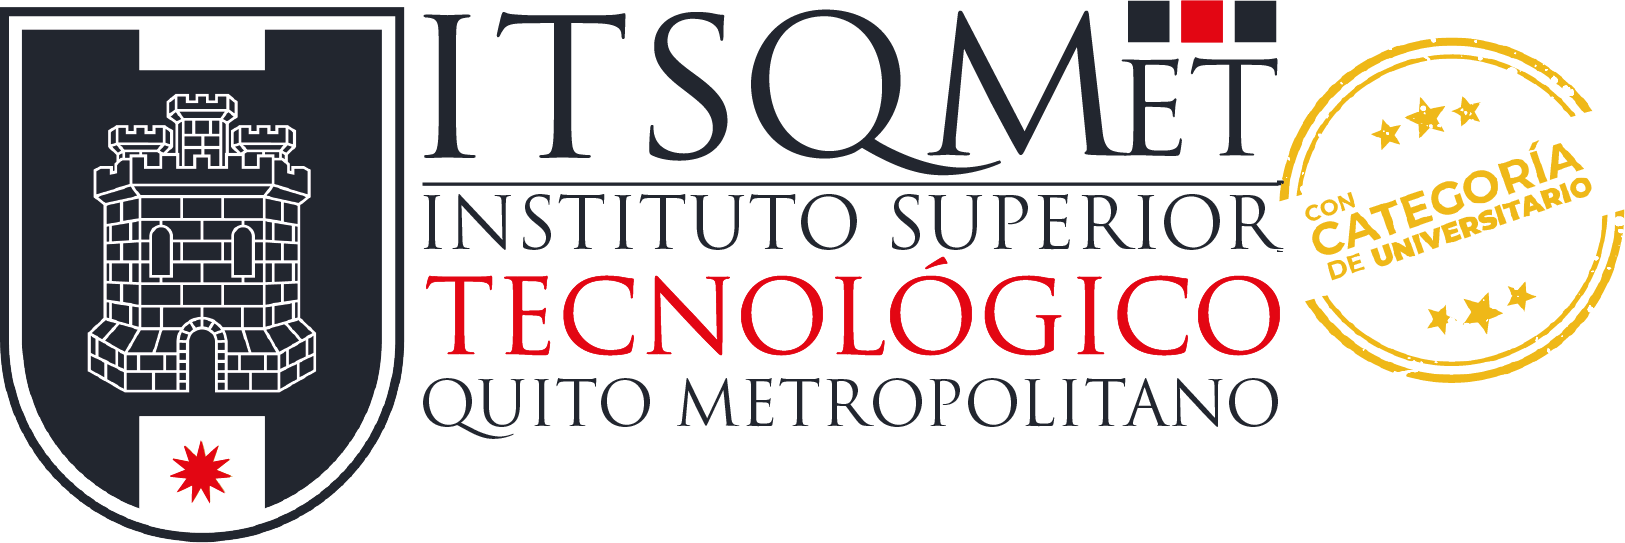 ITSQMET
INSTITUTO SUPERIOR
TECNOLÓGICO
QUITO METROPOLITANO
CON
CATEGORÍA
DE UNIVERSITARIO